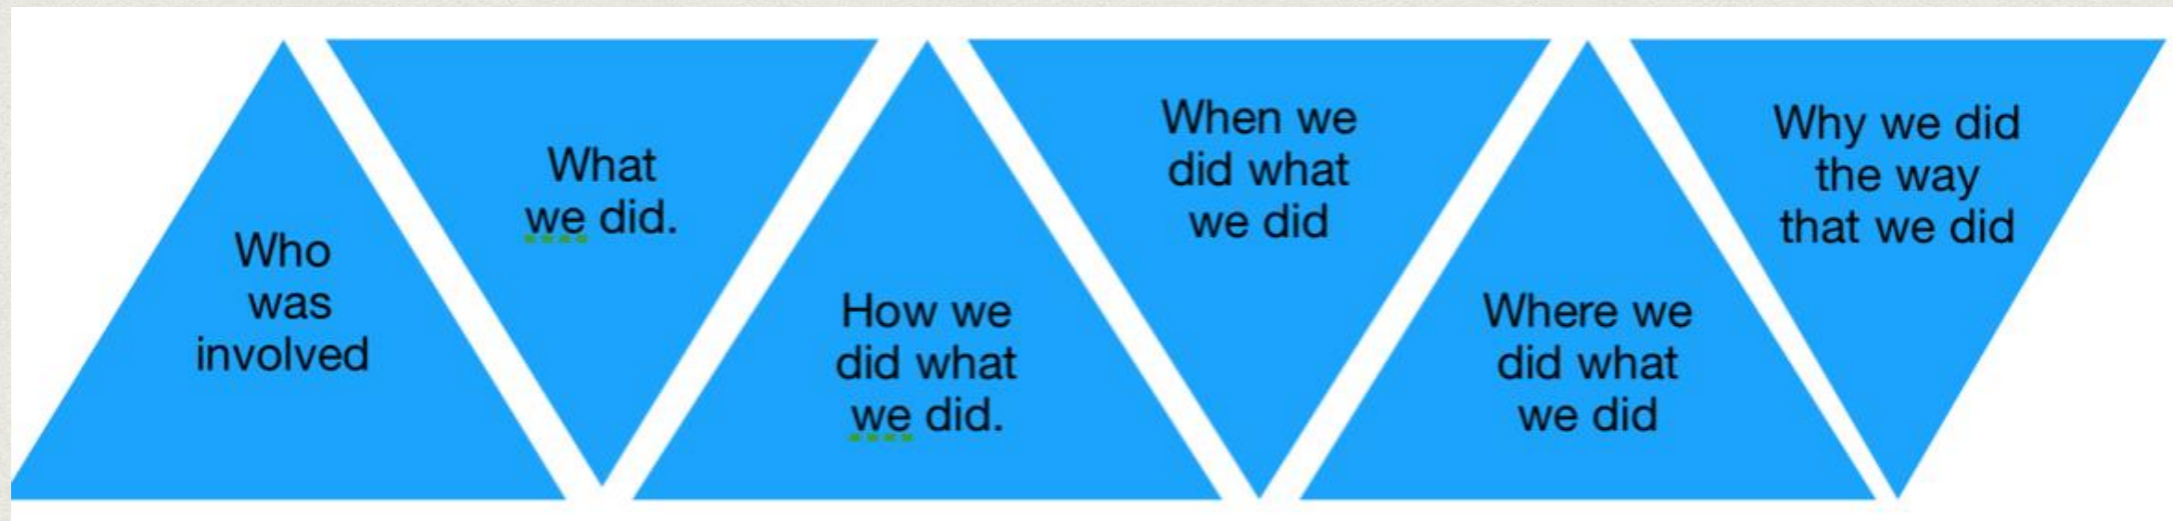 Who
was
involved
What
we did.
How we
did what
we did.
When we
did what
we did
Where we
did what
we did
Why we did
the way
that we did